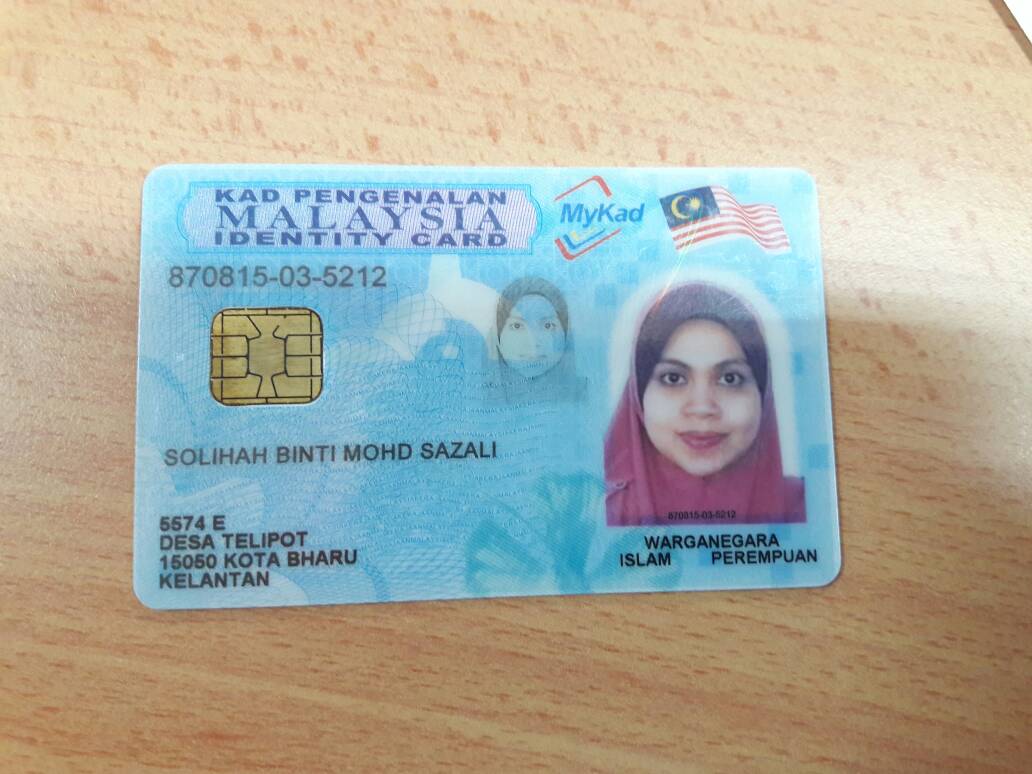 KAD PENGENALAN
MALAYSIA
IDENTITY CARD
MyKad
870815-03-5212
SOLIHAH BINTI MOHD SAZALI
5574 E
DESA TELIPOT
15050 KOTA BHARU
KELANTAN
870815-03-5212
WARGANEGARA
ISLAM PEREMPUAN